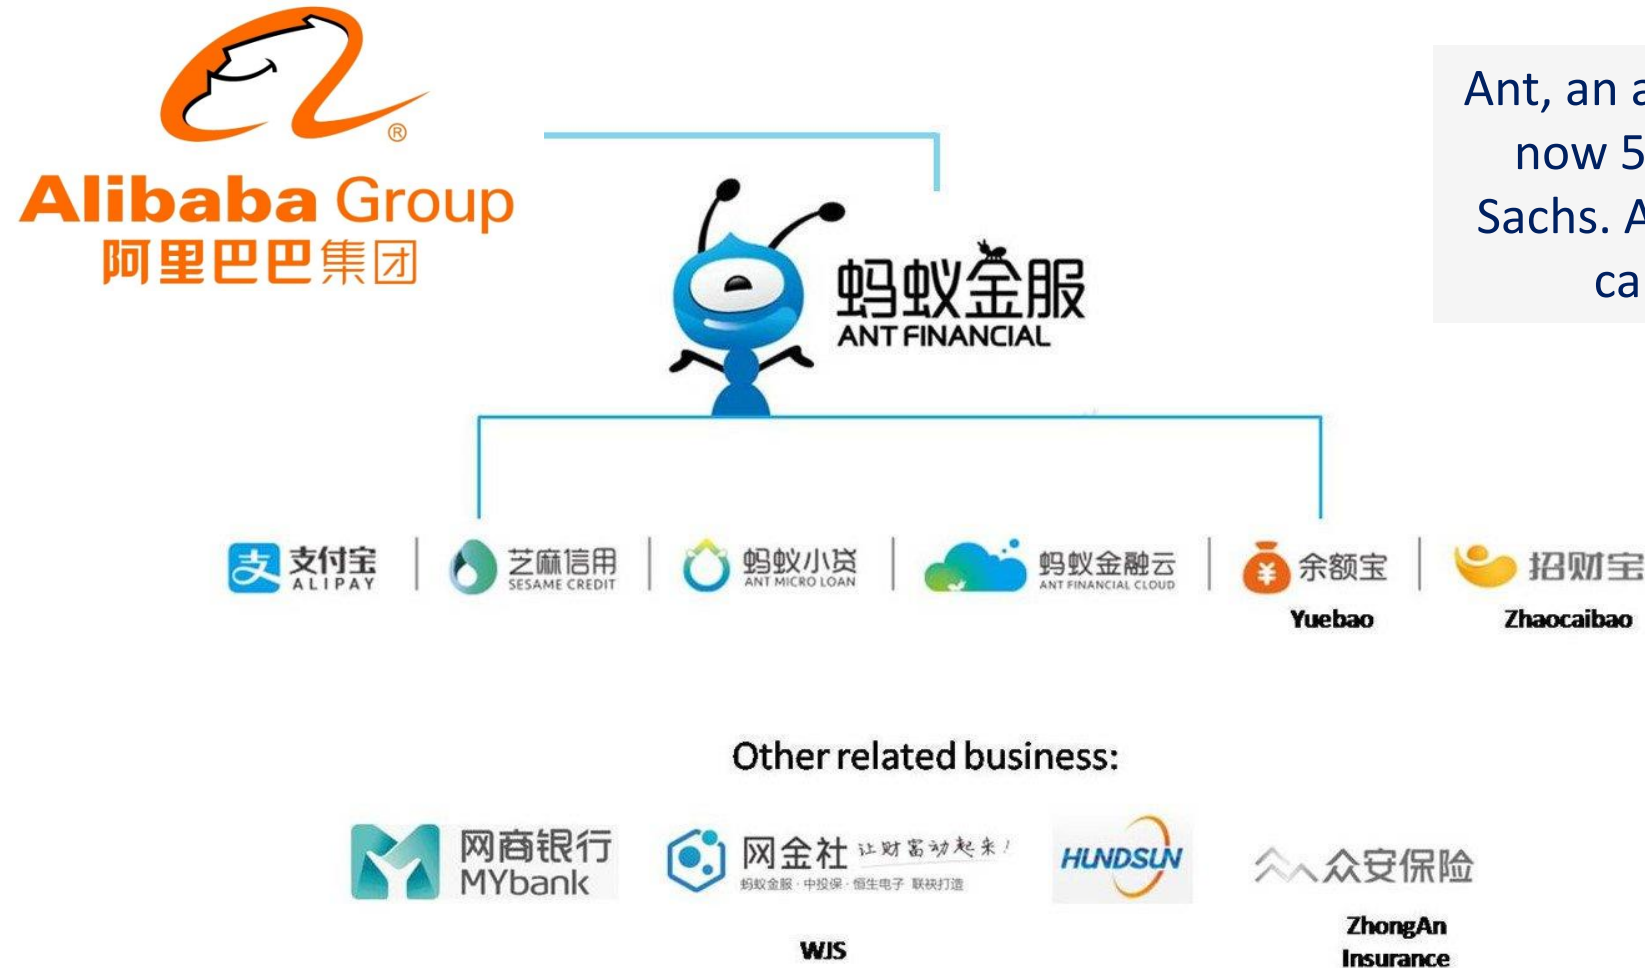 Alibaba Group
阿里巴巴集团
Ant, an
now 5
Sachs.
蚂蚁金服
ANT FINANCIAL
支付宝
ALIPAY
芝麻信用
SESAME CREDIT
蚂蚁小贷
ANT MICRO LOAN
蚂蚁金融云
ANT FINANCIAL CLOUD
余额宝
Yuebao
招财宝
Zhaocaibao
Other related business:
网商银行
MYbank
网金社 让财富动起来!
蚂蚁金服·中投保·恒生电子 联袂打造
WJS
HUNDSUN
众安保险
ZhongAn
Insurance